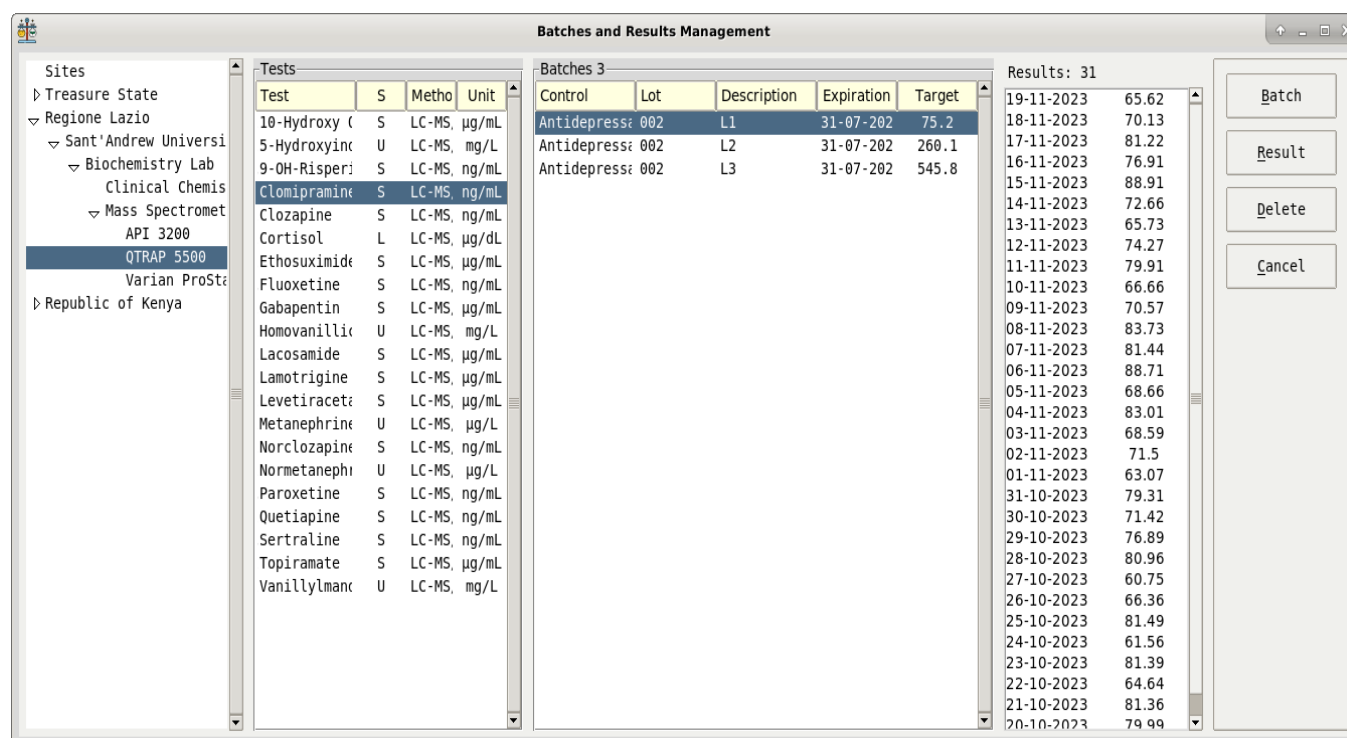 Batches and Results Management
Sites
Treasure State
Regione Lazio
Sant'Andrew Universi
Biochemistry Lab
Clinical Chemis
Mass Spectromet
API 3200
QTRAP 5500
Varian ProSta
Republic of Kenya
Tests
Test S Metho Unit
10-Hydroxy C S LC-MS, µg/mL
5-Hydroxyind U LC-MS, mg/L
9-OH-Risperi S LC-MS, ng/mL
Clomipramine S LC-MS, ng/mL
Clozapine S LC-MS, ng/mL
Cortisol L LC-MS, µg/dL
Ethosuximide S LC-MS, µg/mL
Fluoxetine S LC-MS, ng/mL
Gabapentin S LC-MS, µg/mL
Homovanillic U LC-MS, mg/L
Lacosamide S LC-MS, µg/mL
Lamotrigine S LC-MS, µg/mL
Levetiraceta S LC-MS, µg/mL
Metanephrine U LC-MS, µg/L
Norclozapine S LC-MS, ng/mL
Normetanephr U LC-MS, µg/L
Paroxetine S LC-MS, ng/mL
Quetiapine S LC-MS, ng/mL
Sertraline S LC-MS, ng/mL
Topiramate S LC-MS, µg/mL
Vanillylmand U LC-MS, mg/L
Batches 3
Control Lot Description Expiration Target
Antidepressa 002 L1 31-07-202 75.2
Antidepressa 002 L2 31-07-202 260.1
Antidepressa 002 L3 31-07-202 545.8
Results: 31
19-11-2023 65.62
18-11-2023 70.13
17-11-2023 81.22
16-11-2023 76.91
15-11-2023 88.91
14-11-2023 72.66
13-11-2023 65.73
12-11-2023 74.27
11-11-2023 79.91
10-11-2023 66.66
09-11-2023 70.57
08-11-2023 83.73
07-11-2023 81.44
06-11-2023 88.71
05-11-2023 68.66
04-11-2023 83.01
03-11-2023 68.59
02-11-2023 71.5
01-11-2023 63.07
31-10-2023 79.31
30-10-2023 71.42
29-10-2023 76.89
28-10-2023 80.96
27-10-2023 60.75
26-10-2023 66.36
25-10-2023 81.49
24-10-2023 61.56
23-10-2023 81.39
22-10-2023 64.64
21-10-2023 81.36
20-10-2023 79.99
Batch
Result
Delete
Cancel